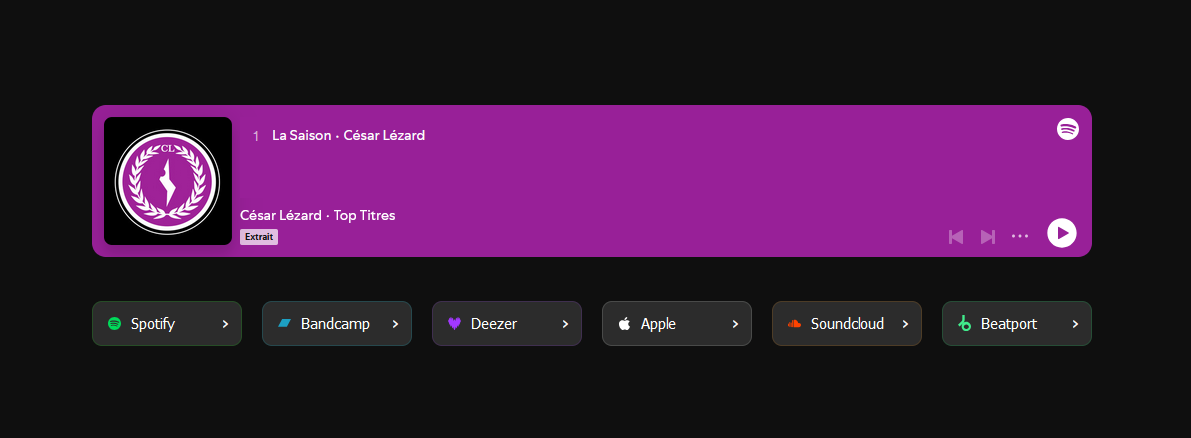 CL
1 La Saison · César Lézard
César Lézard · Top Titres
Extrait
Spotify
Bandcamp
Deezer
Apple
Soundcloud
Beatport